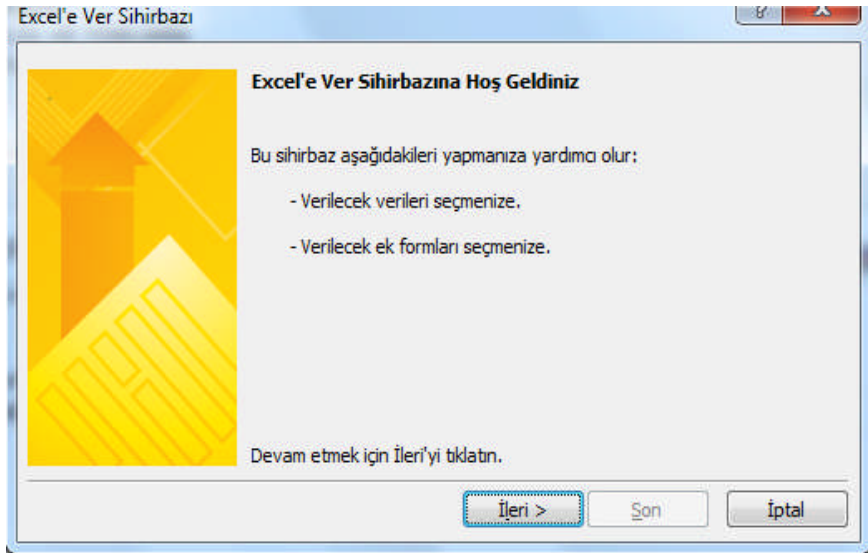 Excel'e Ver Sihirbazı
Excel'e Ver Sihirbazına Hoş Geldiniz
Bu sihirbaz aşağıdakileri yapmanıza yardımcı olur:
- Verilecek verileri seçmenize.
- Verilecek ek formları seçmenize.
Devam etmek için İleri'yi tıklatın.
İleri >
Son
İptal